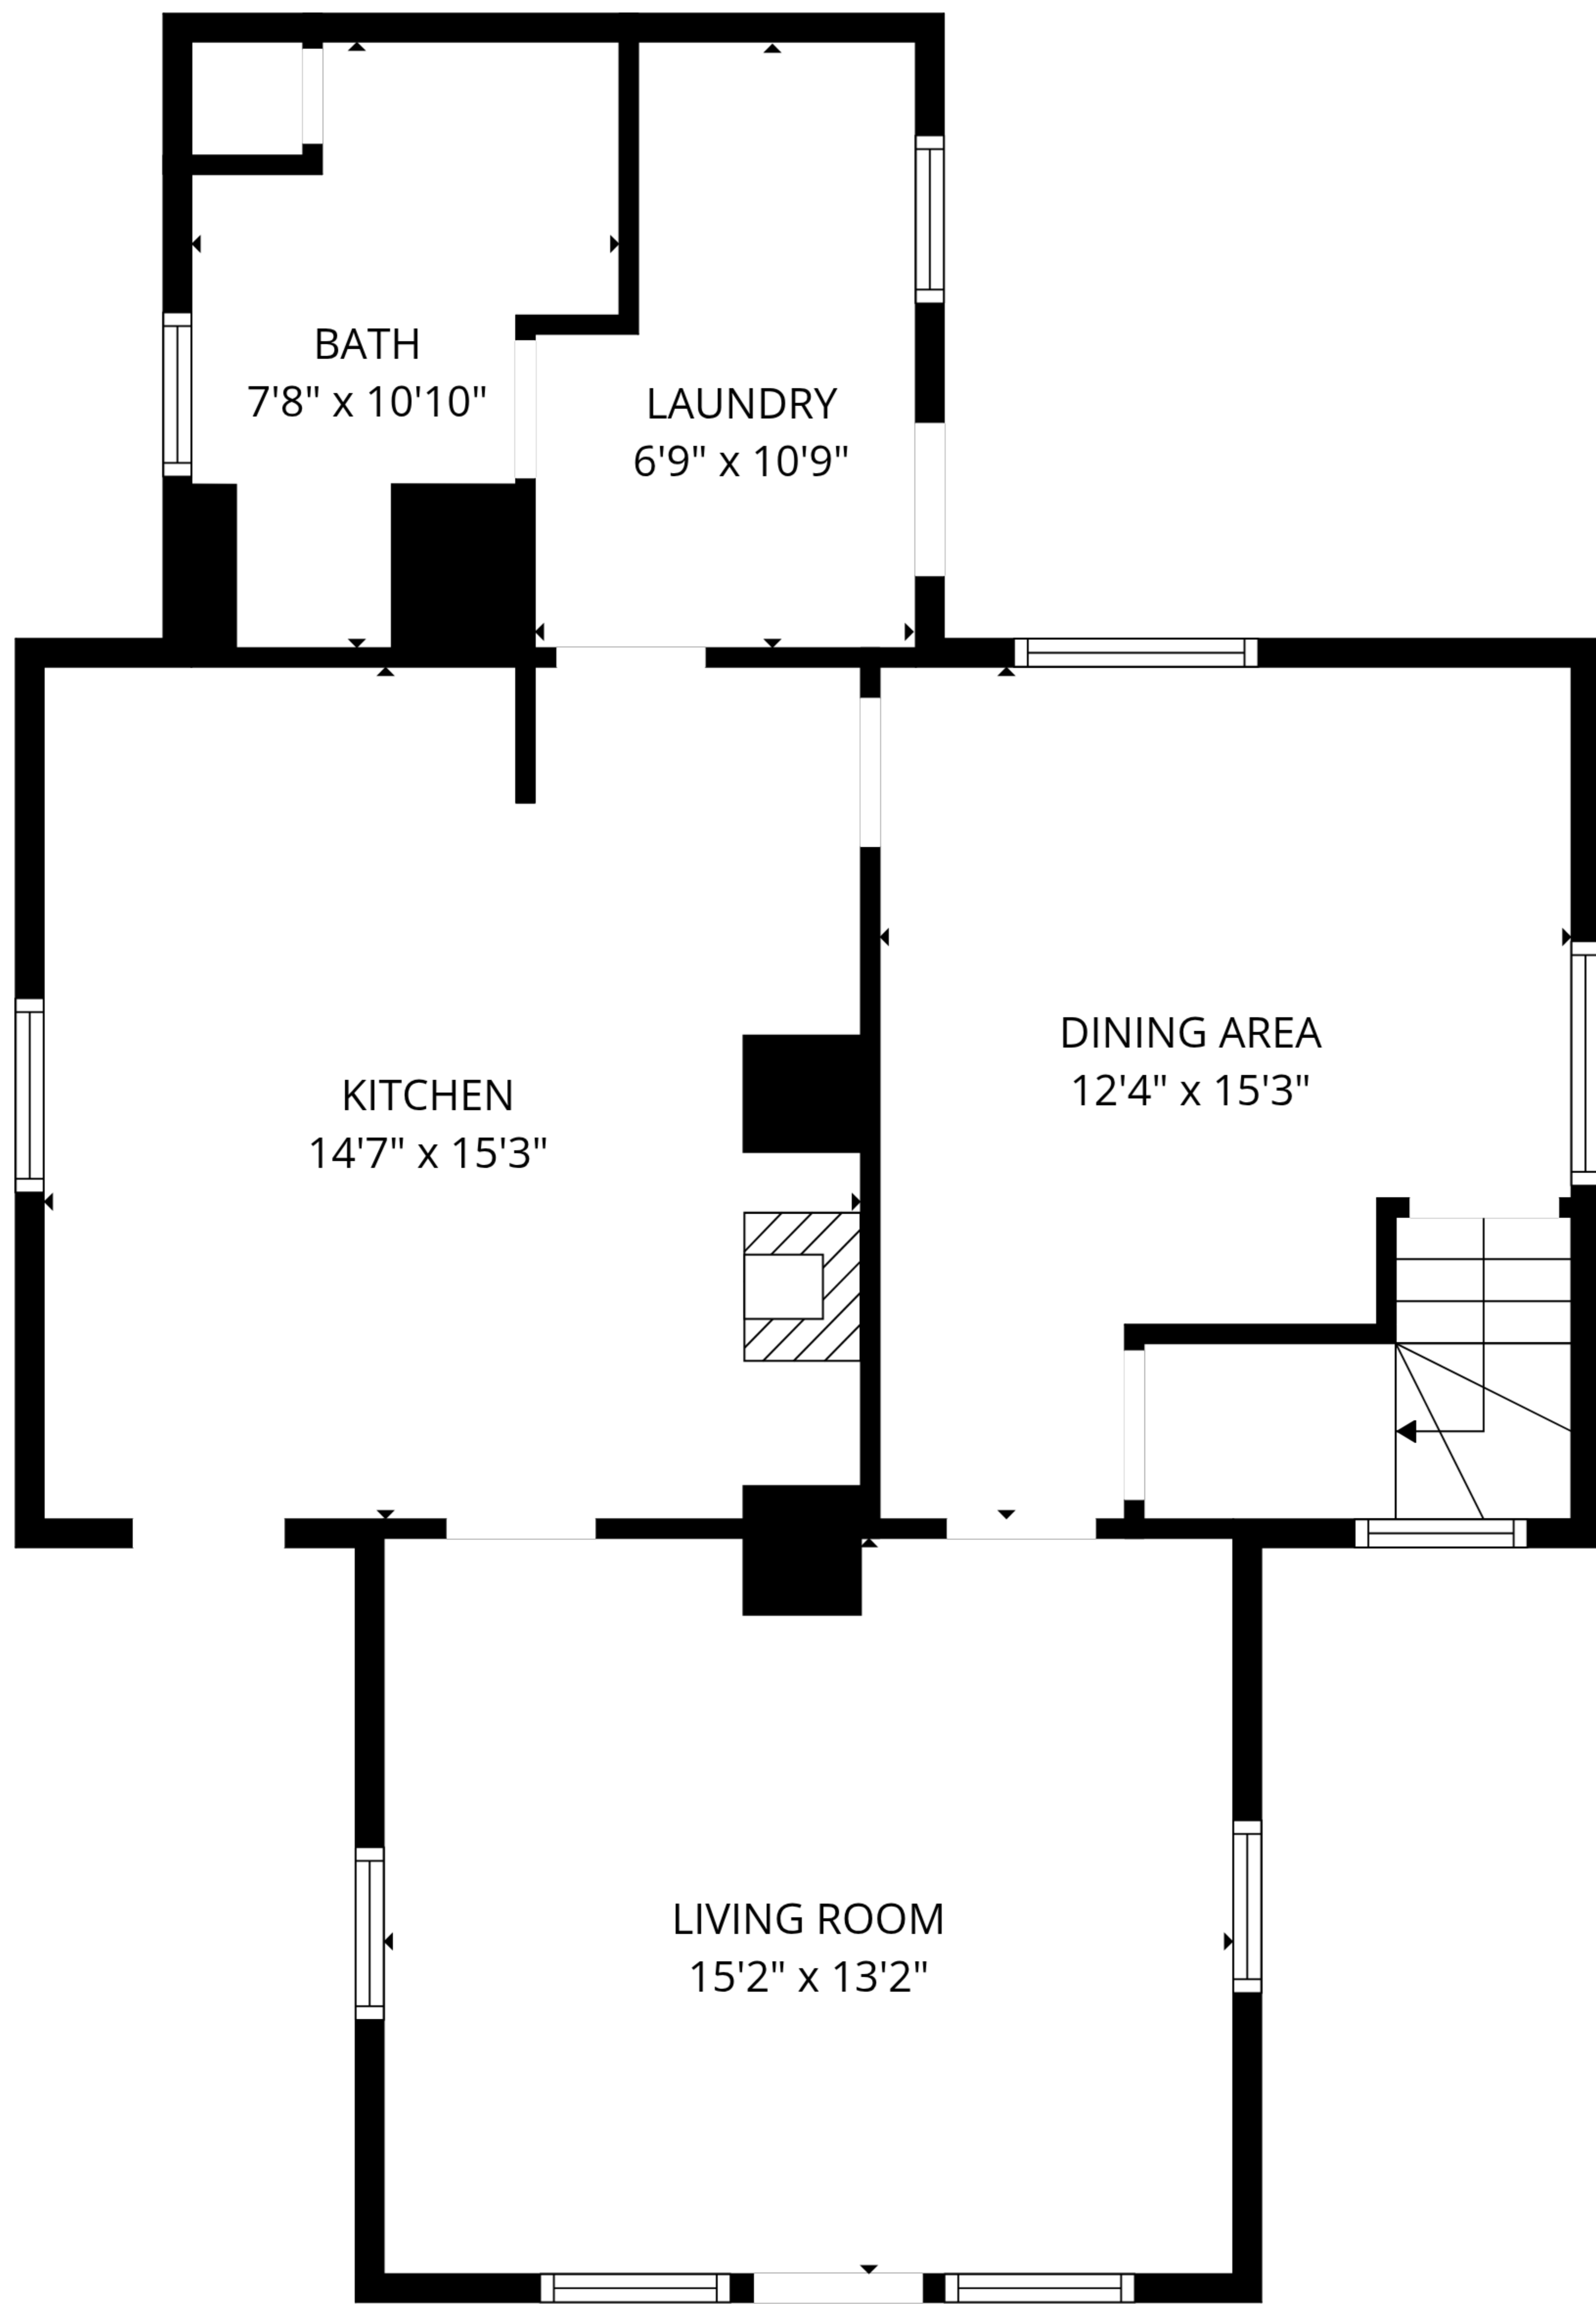 BATH
7'8" x 10'10"
LAUNDRY
6'9" x 10'9"
DINING AREA
12'4" x 15'3"
KITCHEN
14'7" x 15'3"
LIVING ROOM
15'2" x 13'2"